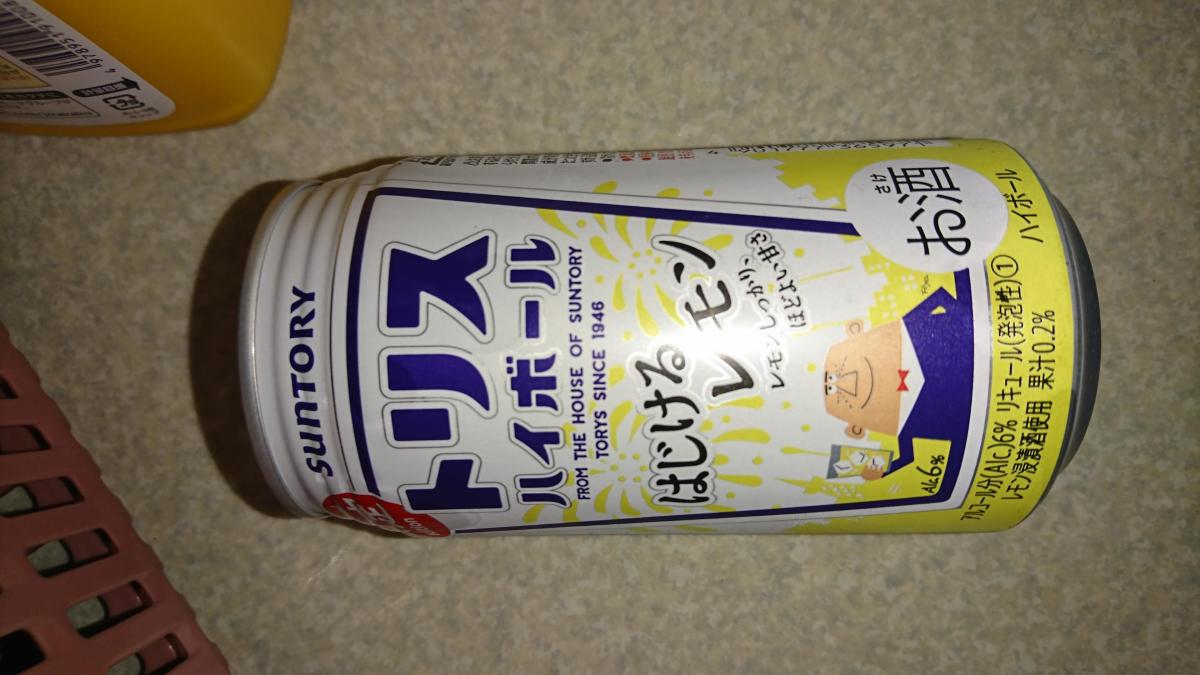 SUNTORY
トリス
ハイボール
FROM THE HOUSE OF SUNTORY
TORYS SINCE 1946
はじける
レモン
レモンしっかり、
ほどよい甘さ
Alc.6%
さけ
お酒
アルコール分(Alc.)6% リキュール(発泡性)① ハイボール
レモン浸漬酒使用 果汁0.2%